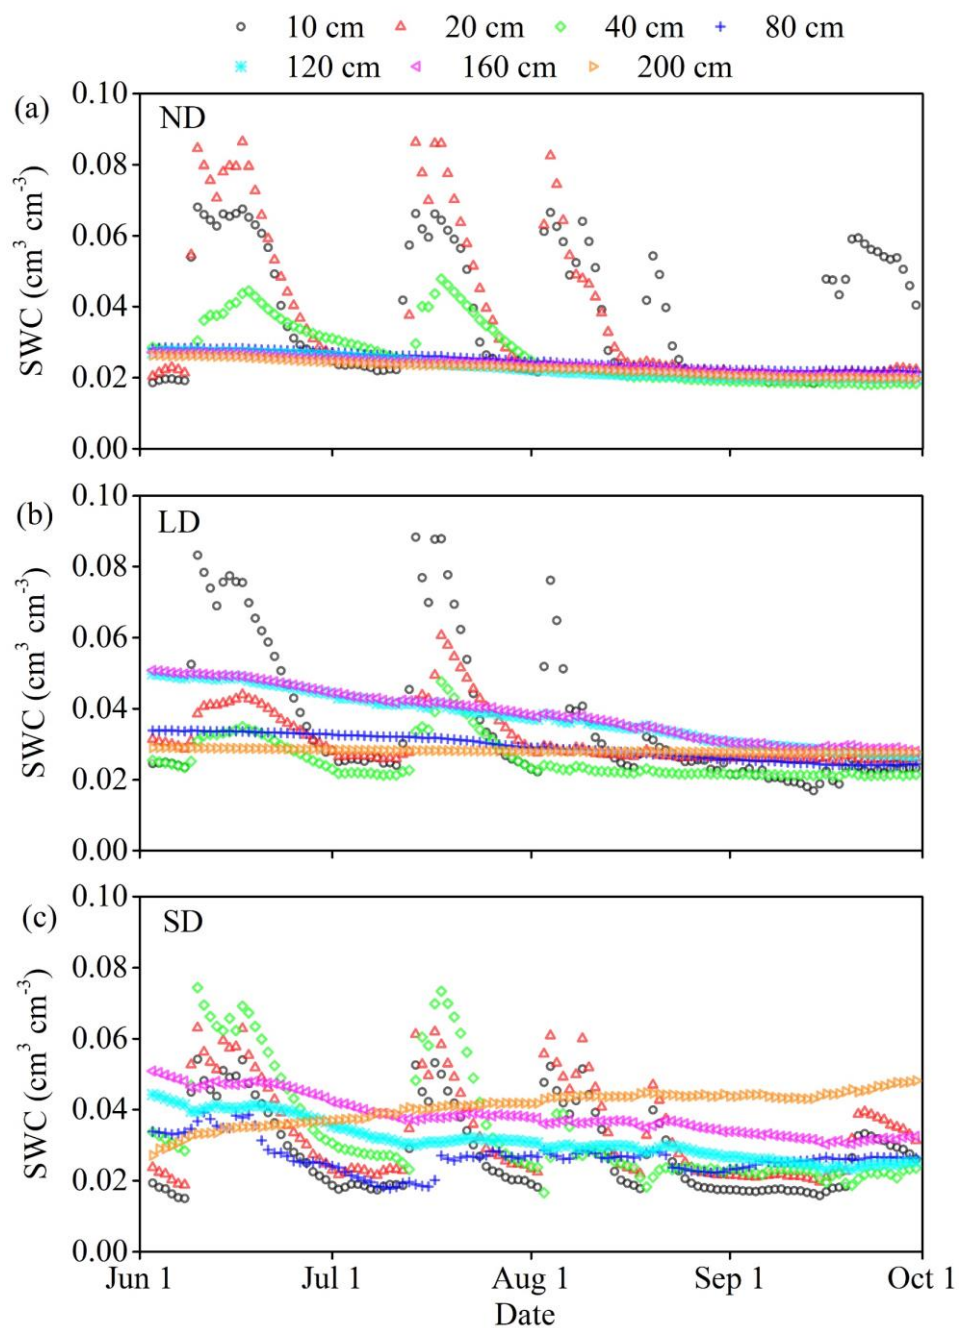 10 cm 20 cm 40 cm 80 cm
120 cm 160 cm 200 cm
(a)
ND
0.10
0.08
0.06
0.04
0.02
0.00
SWC (cm³ cm⁻³)
(b)
LD
0.10
0.08
0.06
0.04
0.02
0.00
SWC (cm³ cm⁻³)
(c)
SD
0.10
0.08
0.06
0.04
0.02
0.00
SWC (cm³ cm⁻³)
Jun 1 Jul 1 Aug 1 Sep 1 Oct 1
Date